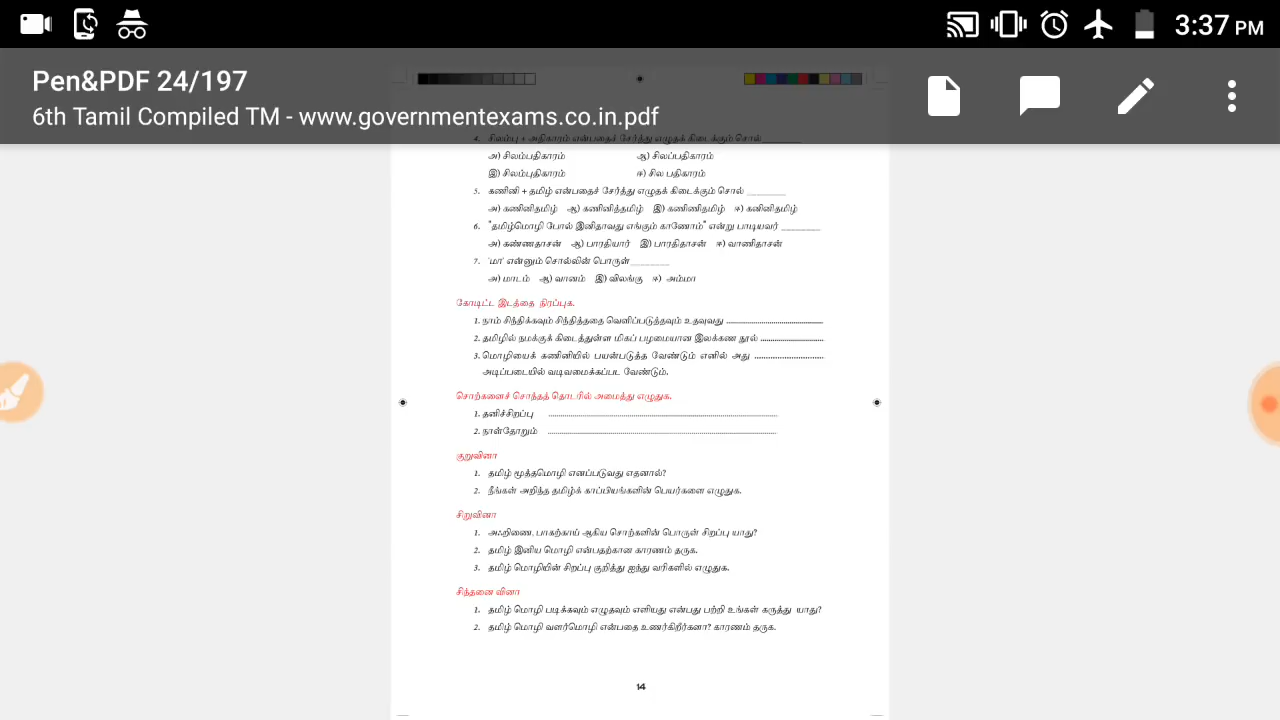 3:37 PM
Pen&PDF 24/197
6th Tamil Compiled TM - www.governmentexams.co.in.pdf
4. சிலம்பு + அதிகாரம் என்பதைச் சேர்த்து எழுதக் கிடைக்கும் சொல் ________
அ) சிலம்பதிகாரம் ஆ) சிலப்பதிகாரம்
இ) சிலம்புதிகாரம் ஈ) சில பதிகாரம்
5. கணினி + தமிழ் என்பதைச் சேர்த்து எழுதக் கிடைக்கும் சொல் ________
அ) கணினிதமிழ் ஆ) கணினித்தமிழ் இ) கணிணிதமிழ் ஈ) கனினிதமிழ்
6. "தமிழ்மொழி போல் இனிதாவது எங்கும் காணோம்" என்று பாடியவர் ________
அ) கண்ணதாசன் ஆ) பாரதியார் இ) பாரதிதாசன் ஈ) வாணிதாசன்
7. 'மா' என்னும் சொல்லின் பொருள் ________
அ) மாடம் ஆ) வானம் இ) விலங்கு ஈ) அம்மா
கோடிட்ட இடத்தை நிரப்புக.
1. நாம் சிந்திக்கவும் சிந்தித்ததை வெளிப்படுத்தவும் உதவுவது ........................
2. தமிழில் நமக்குக் கிடைத்துள்ள மிகப் பழமையான இலக்கண நூல் ................
3. மொழியைக் கணினியில் பயன்படுத்த வேண்டும் எனில் அது ................
அடிப்படையில் வடிவமைக்கப்பட வேண்டும்.
சொற்களைச் சொந்தத் தொடரில் அமைத்து எழுதுக.
1. தனிச்சிறப்பு ........................................
2. நாள்தோறும் ........................................
குறுவினா
1. தமிழ் மூத்தமொழி எனப்படுவது எதனால்?
2. நீங்கள் அறிந்த தமிழ்க் காப்பியங்களின் பெயர்களை எழுதுக.
சிறுவினா
1. அஃறிணை, பாகற்காய் ஆகிய சொற்களின் பொருள் சிறப்பு யாது?
2. தமிழ் இனிய மொழி என்பதற்கான காரணம் தருக.
3. தமிழ் மொழியின் சிறப்பு குறித்து ஐந்து வரிகளில் எழுதுக.
சிந்தனை வினா
1. தமிழ் மொழி படிக்கவும் எழுதவும் எளியது என்பது பற்றி உங்கள் கருத்து யாது?
2. தமிழ் மொழி வளர்மொழி என்பதை உணர்கிறீர்களா? காரணம் தருக.
14